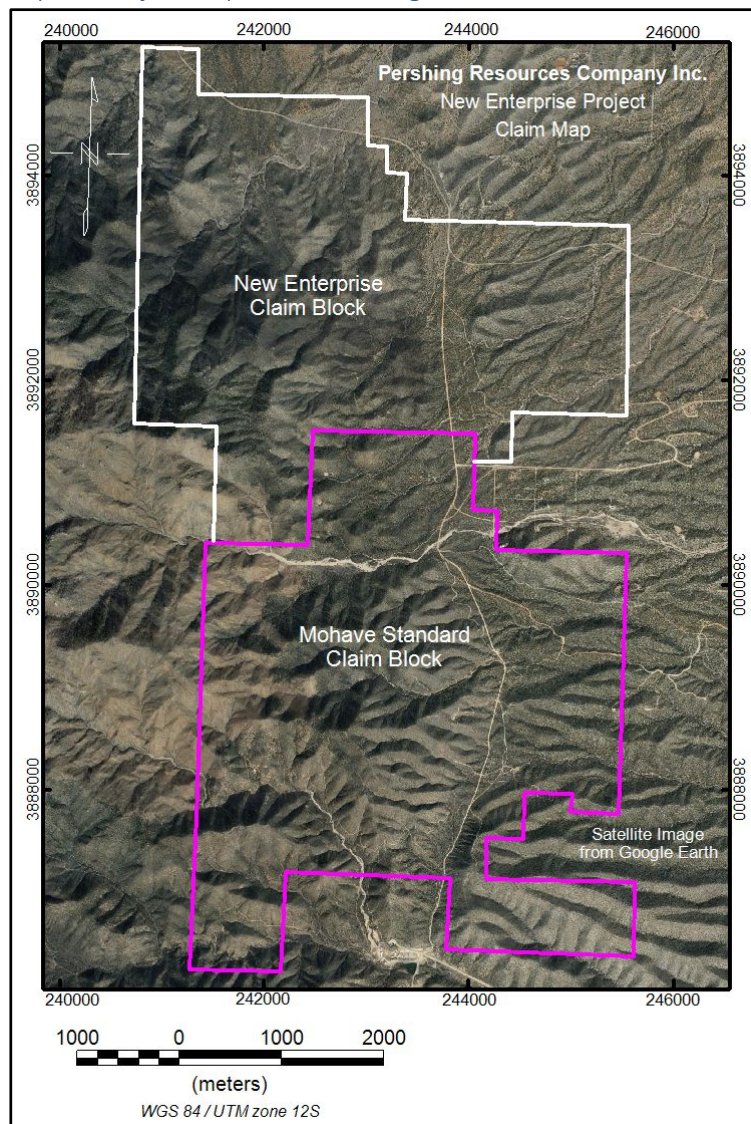 240000 242000 244000 246000
Pershing Resources Company Inc.
New Enterprise Project
Claim Map
N
3894000 3894000
New Enterprise
Claim Block
3892000 3892000
3890000 3890000
Mohave Standard
Claim Block
3888000 3888000
Satellite Image
from Google Earth
240000 242000 244000 246000
1000 0 1000 2000
(meters)
WGS 84 / UTM zone 12S